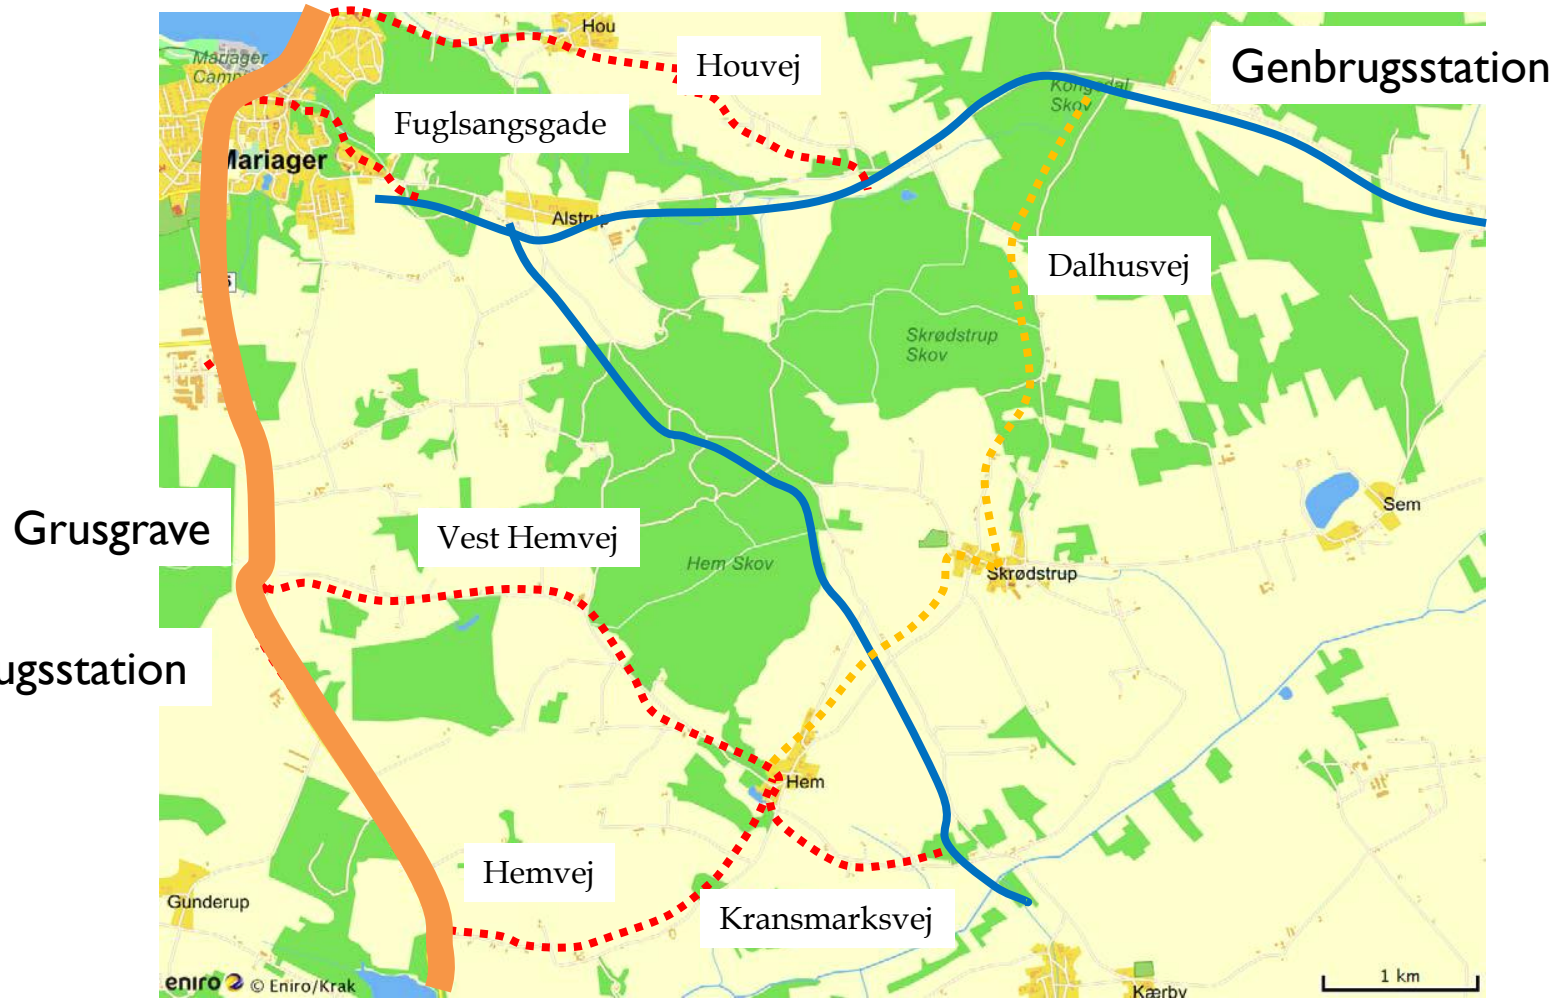 Hou
Houvej
Genbrugsstation
Mariager
Kongsdal
Skov
Fuglsangsgade
Mariager
Alstrup
Dalhusvej
Skrødstrup
Skov
Sem
Grusgrave
Vest Hemvej
Hem Skov
Skrødstrup
ugsstation
Hem
Hemvej
Gunderup
Kransmarksvej
eniro © Eniro/Krak
1 km
Kærby